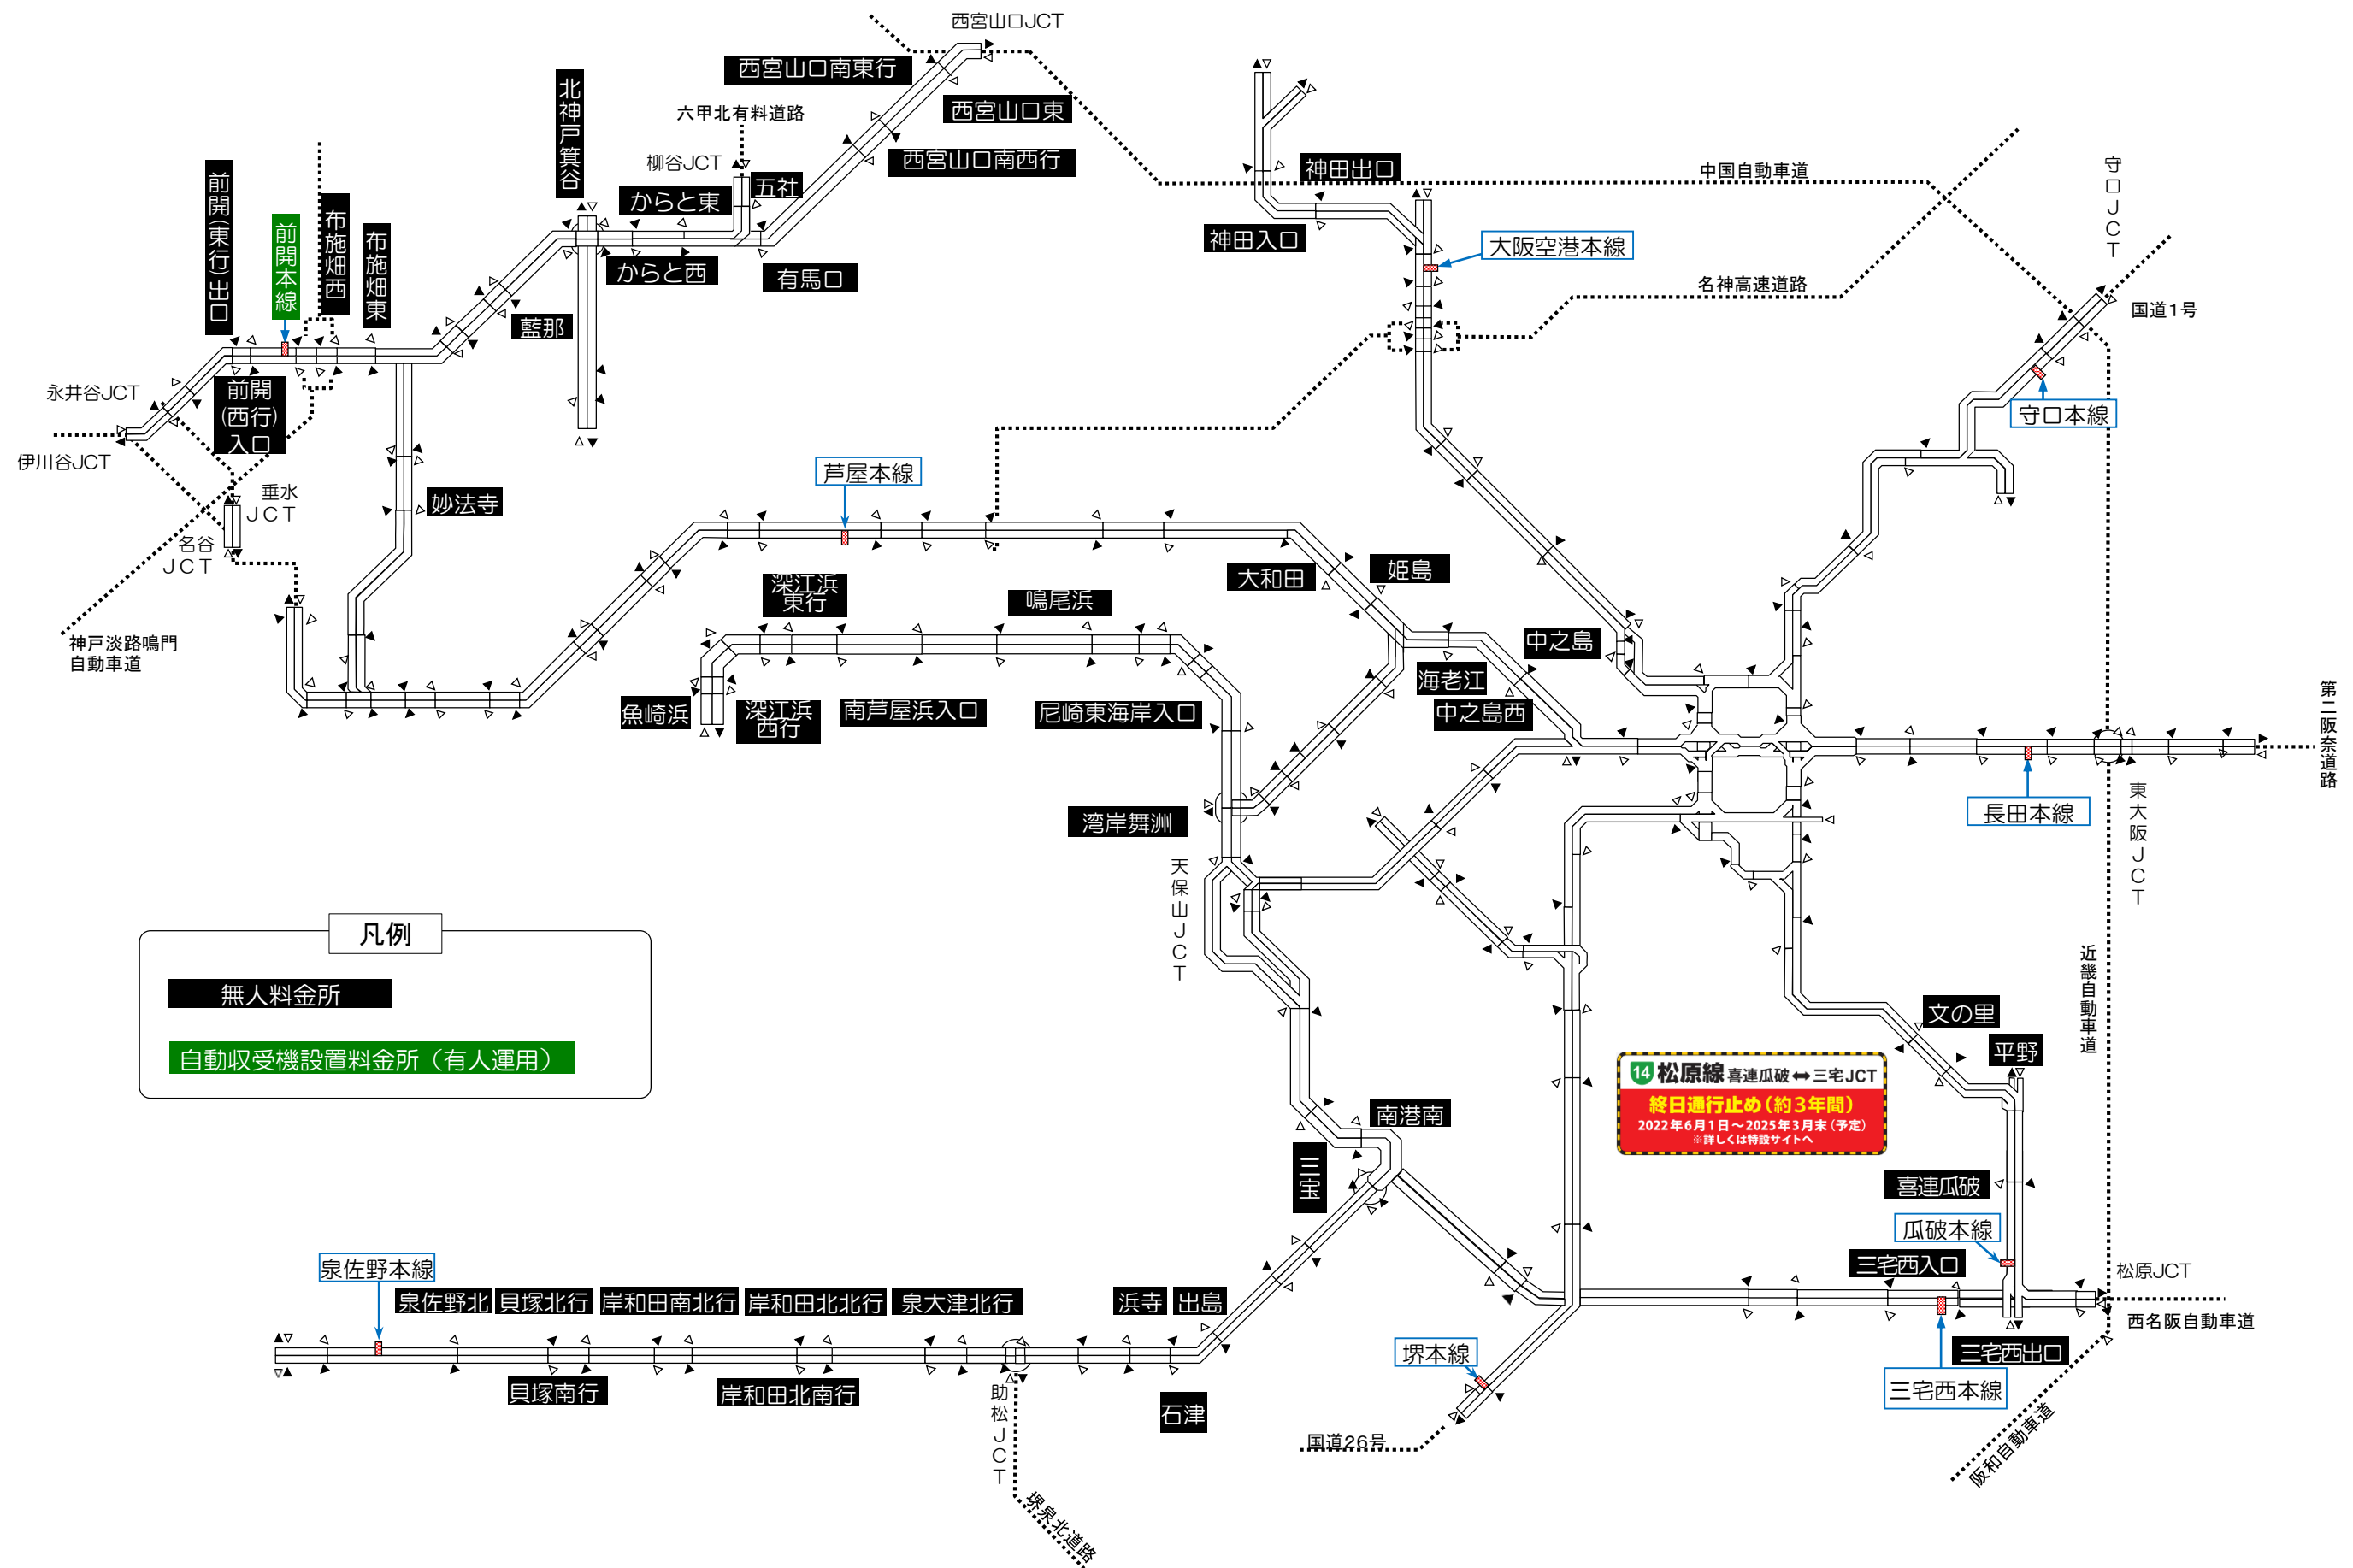 西宮山口JCT
西宮山口南東行
北神戸箕谷
西宮山口東
六甲北有料道路
柳谷JCT
五社
西宮山口南西行
からと東
からと西
有馬口
前開(東行)出口
前開本線
布施畑西
布施畑東
藍那
前開
(西行)
入口
永井谷JCT
伊川谷JCT
垂水
JCT
名谷
JCT
神戸淡路鳴門
自動車道
妙法寺
神田出口
神田入口
中国自動車道
大阪空港本線
名神高速道路
守口JCT
国道1号
守口本線
芦屋本線
深江浜
東行
鳴尾浜
大和田
姫島
中之島
海老江
中之島西
魚崎浜
深江浜
西行
南芦屋浜入口
尼崎東海岸入口
湾岸舞洲
天保山JCT
第二阪奈道路
長田本線
東大阪JCT
近畿自動車道
凡例
無人料金所
自動収受機設置料金所（有人運用）
文の里
平野
14 松原線 喜連瓜破⬌三宅JCT
終日通行止め（約3年間）
2022年6月1日～2025年3月末（予定）
※詳しくは特設サイトへ
南港南
三宝
喜連瓜破
瓜破本線
三宅西入口
松原JCT
西名阪自動車道
三宅西出口
三宅西本線
阪和自動車道
堺本線
国道26号
泉佐野本線
泉佐野北
貝塚北行
岸和田南北行
岸和田北北行
泉大津北行
浜寺
出島
貝塚南行
岸和田北南行
助松JCT
石津
堺泉北道路